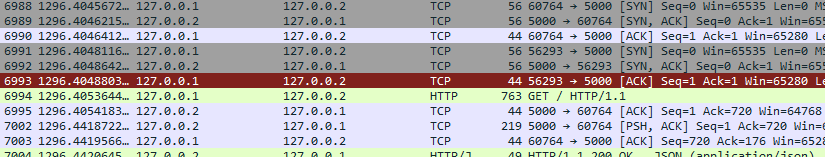 6988 1296.4045672… 127.0.0.1 127.0.0.2 TCP 56 60764 → 5000 [SYN] Seq=0 Win=65535 Len=0 MS
6989 1296.4046215… 127.0.0.2 127.0.0.1 TCP 56 5000 → 60764 [SYN, ACK] Seq=0 Ack=1 Win=655
6990 1296.4046412… 127.0.0.1 127.0.0.2 TCP 44 60764 → 5000 [ACK] Seq=1 Ack=1 Win=65280 L
6991 1296.4048116… 127.0.0.1 127.0.0.2 TCP 56 56293 → 5000 [SYN] Seq=0 Win=65535 Len=0 MS
6992 1296.4048642… 127.0.0.2 127.0.0.1 TCP 56 5000 → 56293 [SYN, ACK] Seq=0 Ack=1 Win=655
6993 1296.4048803… 127.0.0.1 127.0.0.2 TCP 44 56293 → 5000 [ACK] Seq=1 Ack=1 Win=65280 Le
6994 1296.4053644… 127.0.0.1 127.0.0.2 HTTP 763 GET / HTTP/1.1
6995 1296.4054183… 127.0.0.2 127.0.0.1 TCP 44 5000 → 60764 [ACK] Seq=1 Ack=720 Win=64768
7002 1296.4418722… 127.0.0.2 127.0.0.1 TCP 219 5000 → 60764 [PSH, ACK] Seq=1 Ack=720 Win=6
7003 1296.4419566… 127.0.0.1 127.0.0.2 TCP 44 60764 → 5000 [ACK] Seq=720 Ack=176 Win=6528
7004 1296.4420645… 127.0.0.2 127.0.0.1 HTTP/J… 49 HTTP/1.1 200 OK , JSON (application/json)